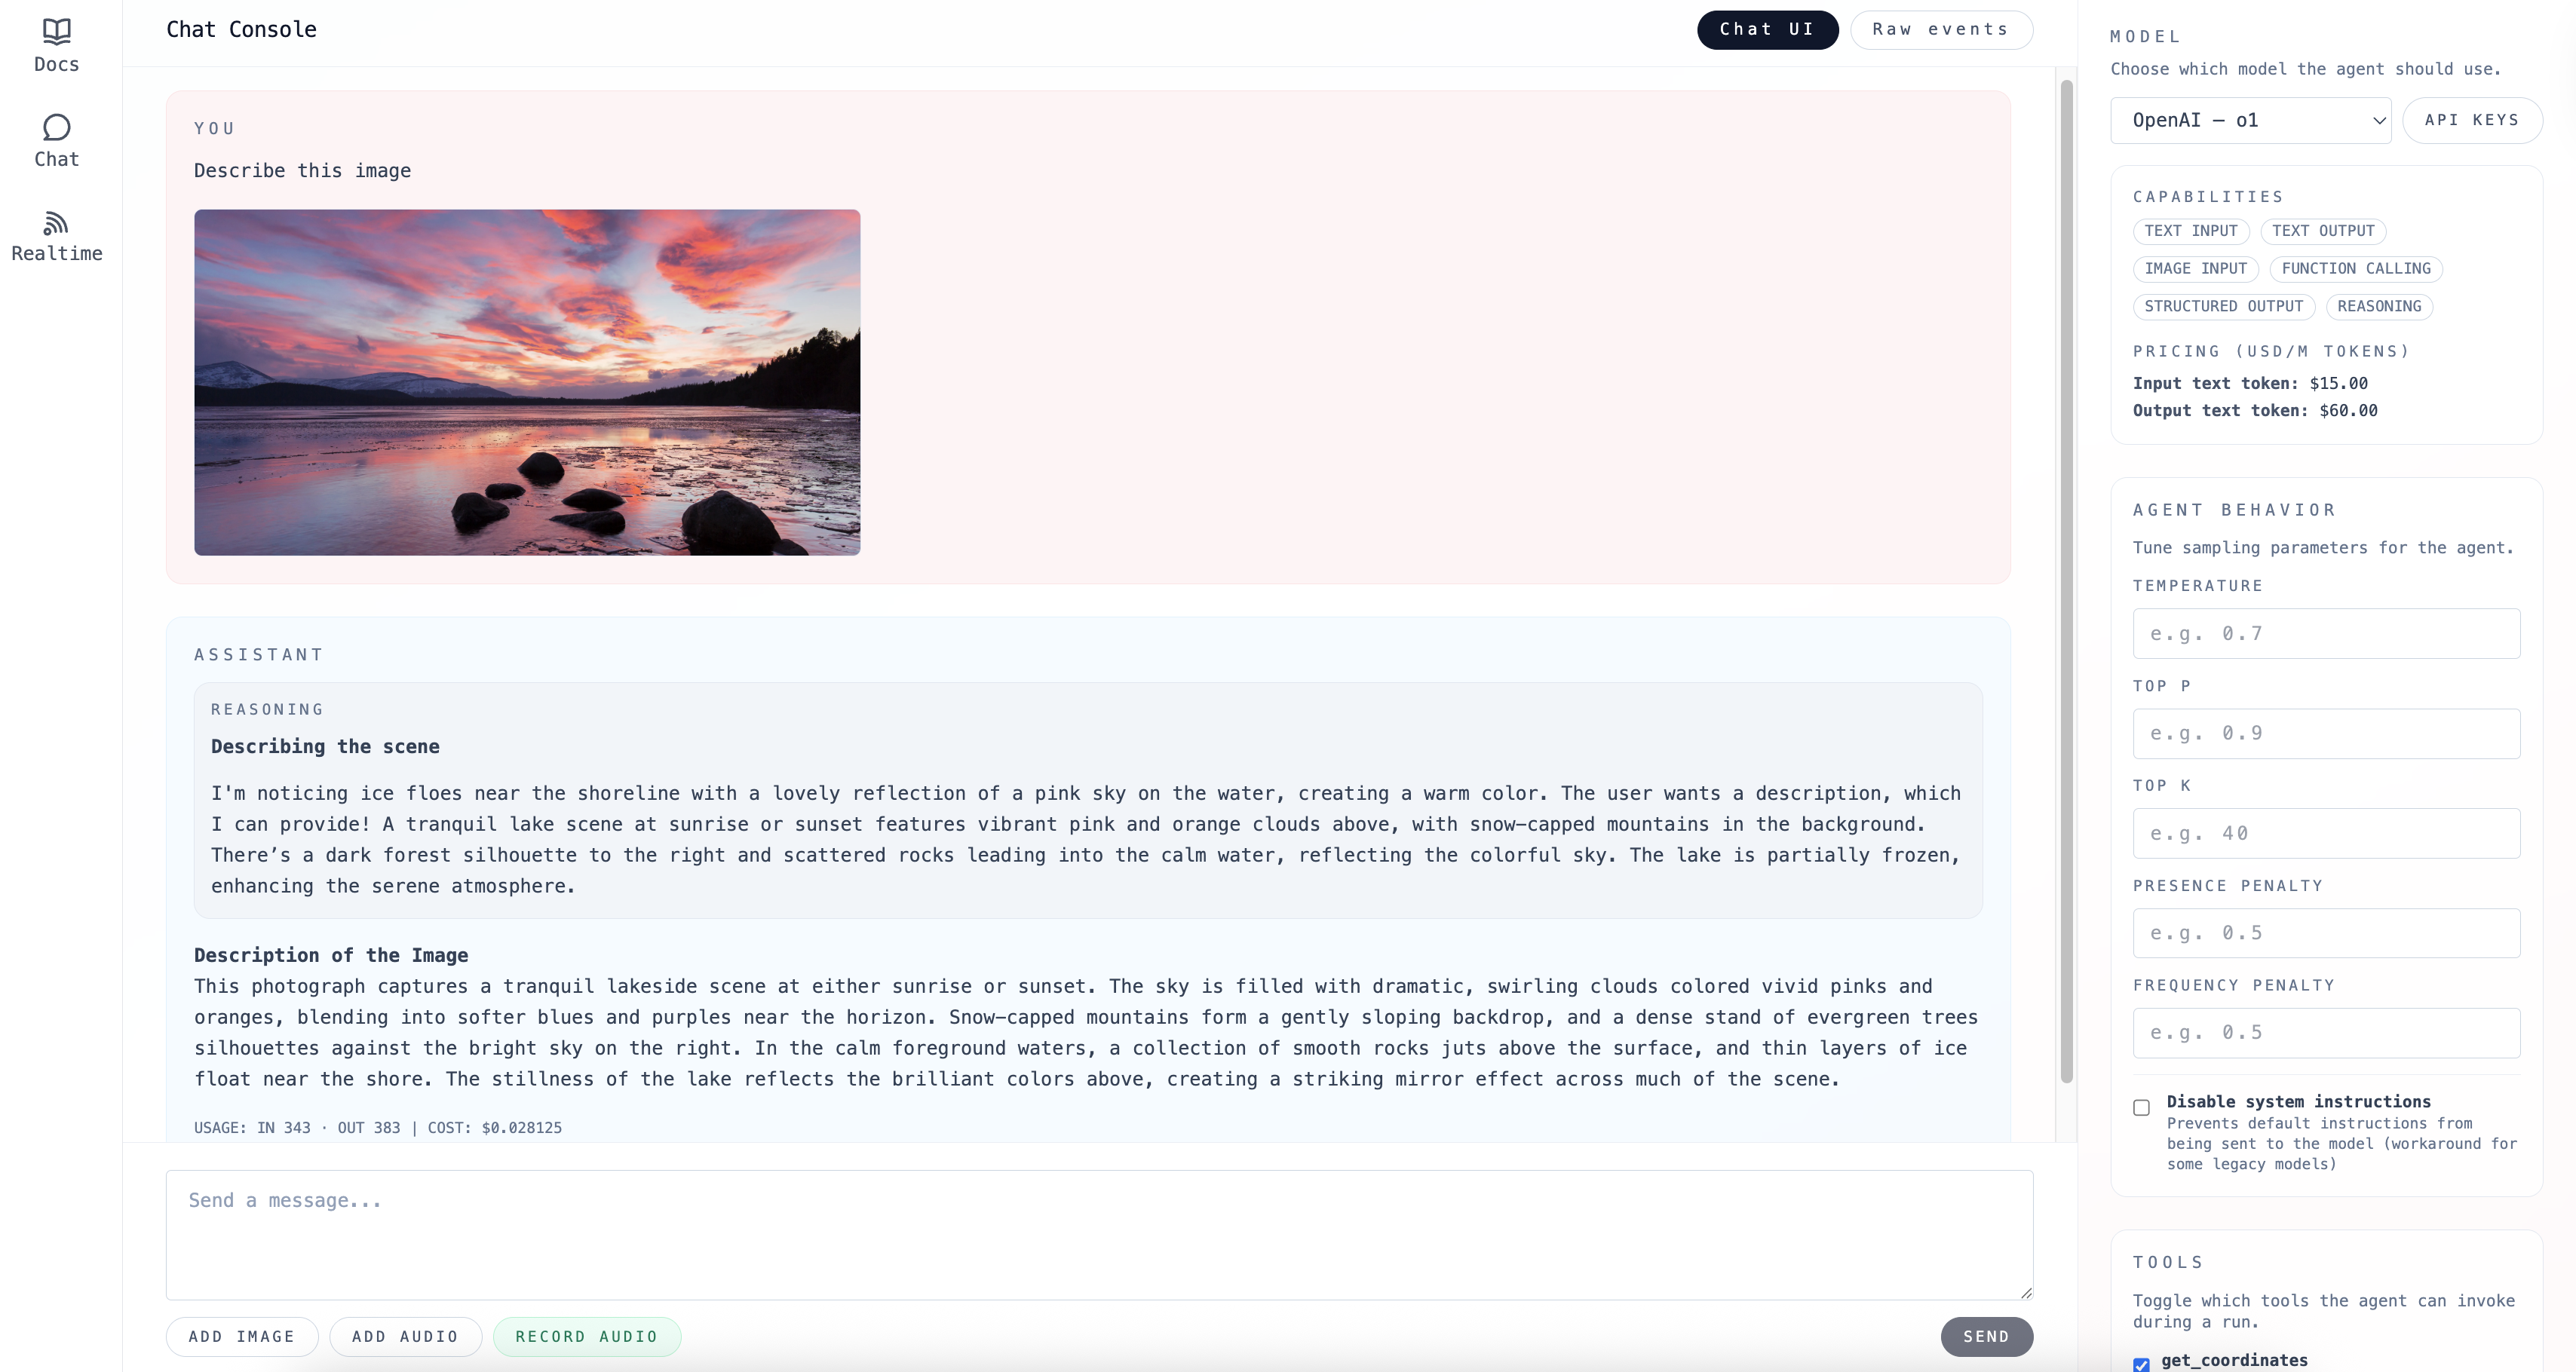 Docs
Chat
Realtime
Chat Console
Chat UI
Raw events
YOU
Describe this image
ASSISTANT
REASONING
Describing the scene
I'm noticing ice floes near the shoreline with a lovely reflection of a pink sky on the water, creating a warm color. The user wants a description, which
I can provide! A tranquil lake scene at sunrise or sunset features vibrant pink and orange clouds above, with snow–capped mountains in the background.
There’s a dark forest silhouette to the right and scattered rocks leading into the calm water, reflecting the colorful sky. The lake is partially frozen,
enhancing the serene atmosphere.
Description of the Image
This photograph captures a tranquil lakeside scene at either sunrise or sunset. The sky is filled with dramatic, swirling clouds colored vivid pinks and
oranges, blending into softer blues and purples near the horizon. Snow–capped mountains form a gently sloping backdrop, and a dense stand of evergreen trees
silhouettes against the bright sky on the right. In the calm foreground waters, a collection of smooth rocks juts above the surface, and thin layers of ice
float near the shore. The stillness of the lake reflects the brilliant colors above, creating a striking mirror effect across much of the scene.
USAGE: IN 343 · OUT 383 | COST: $0.028125
Send a message...
ADD IMAGE
ADD AUDIO
RECORD AUDIO
SEND
MODEL
Choose which model the agent should use.
OpenAI — o1
API KEYS
CAPABILITIES
TEXT INPUT
TEXT OUTPUT
IMAGE INPUT
FUNCTION CALLING
STRUCTURED OUTPUT
REASONING
PRICING (USD/M TOKENS)
Input text token: $15.00
Output text token: $60.00
AGENT BEHAVIOR
Tune sampling parameters for the agent.
TEMPERATURE
e.g. 0.7
TOP P
e.g. 0.9
TOP K
e.g. 40
PRESENCE PENALTY
e.g. 0.5
FREQUENCY PENALTY
e.g. 0.5
Disable system instructions
Prevents default instructions from
being sent to the model (workaround for
some legacy models)
TOOLS
Toggle which tools the agent can invoke
during a run.
get_coordinates